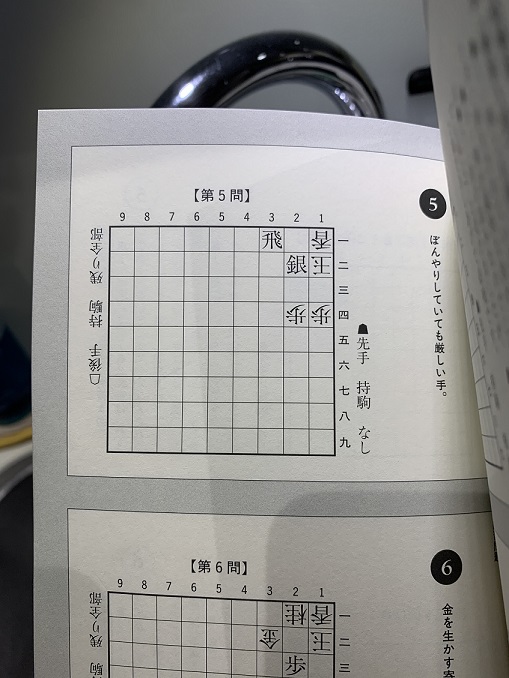 【第5問】
9 8 7 6 5 4 3 2 1
飛 香 一
銀 王 二
三
歩 歩 四
五
六
七
八
九
☗先手 持駒 なし
☖後手 持駒 残り全部
5
ぼんやりしていても厳しい手。
【第6問】
9 8 7 6 5 4 3 2 1
桂 香 一
金 王 二
歩 三
残り全部
6
金を生かす寄